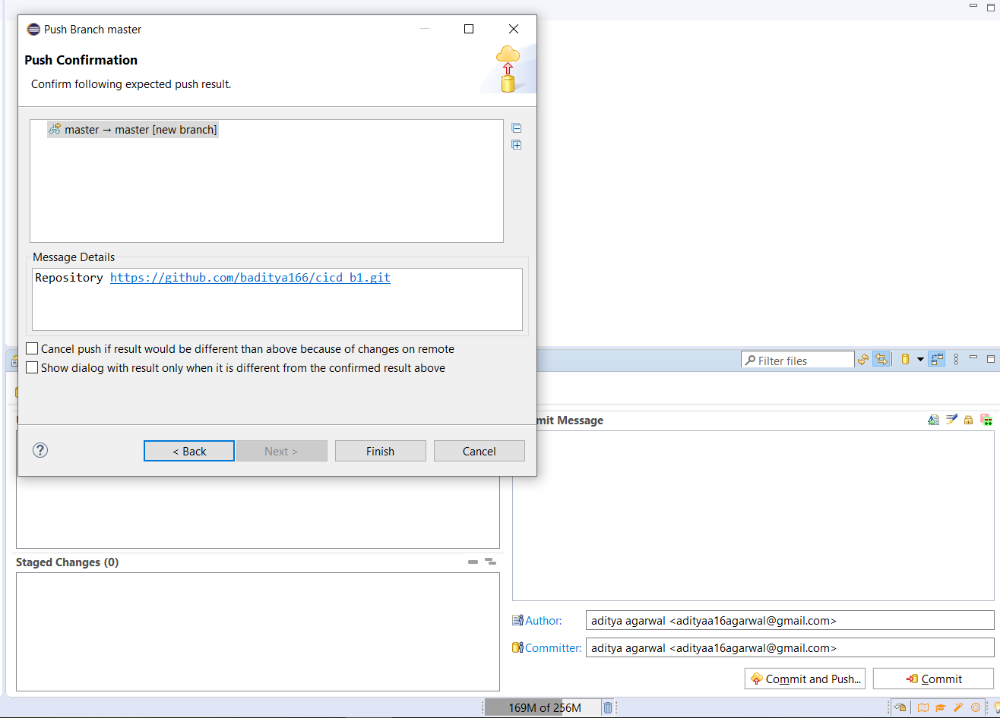 Push Branch master
Push Confirmation
Confirm following expected push result.
master → master [new branch]
Message Details
Repository https://github.com/baditya166/cicd_b1.git
Cancel push if result would be different than above because of changes on remote
Show dialog with result only when it is different from the confirmed result above
< Back
Next >
Finish
Cancel
Filter files
mit Message
Staged Changes (0)
Author:
aditya agarwal <adityaa16agarwal@gmail.com>
Committer:
aditya agarwal <adityaa16agarwal@gmail.com>
Commit and Push...
Commit
169M of 256M